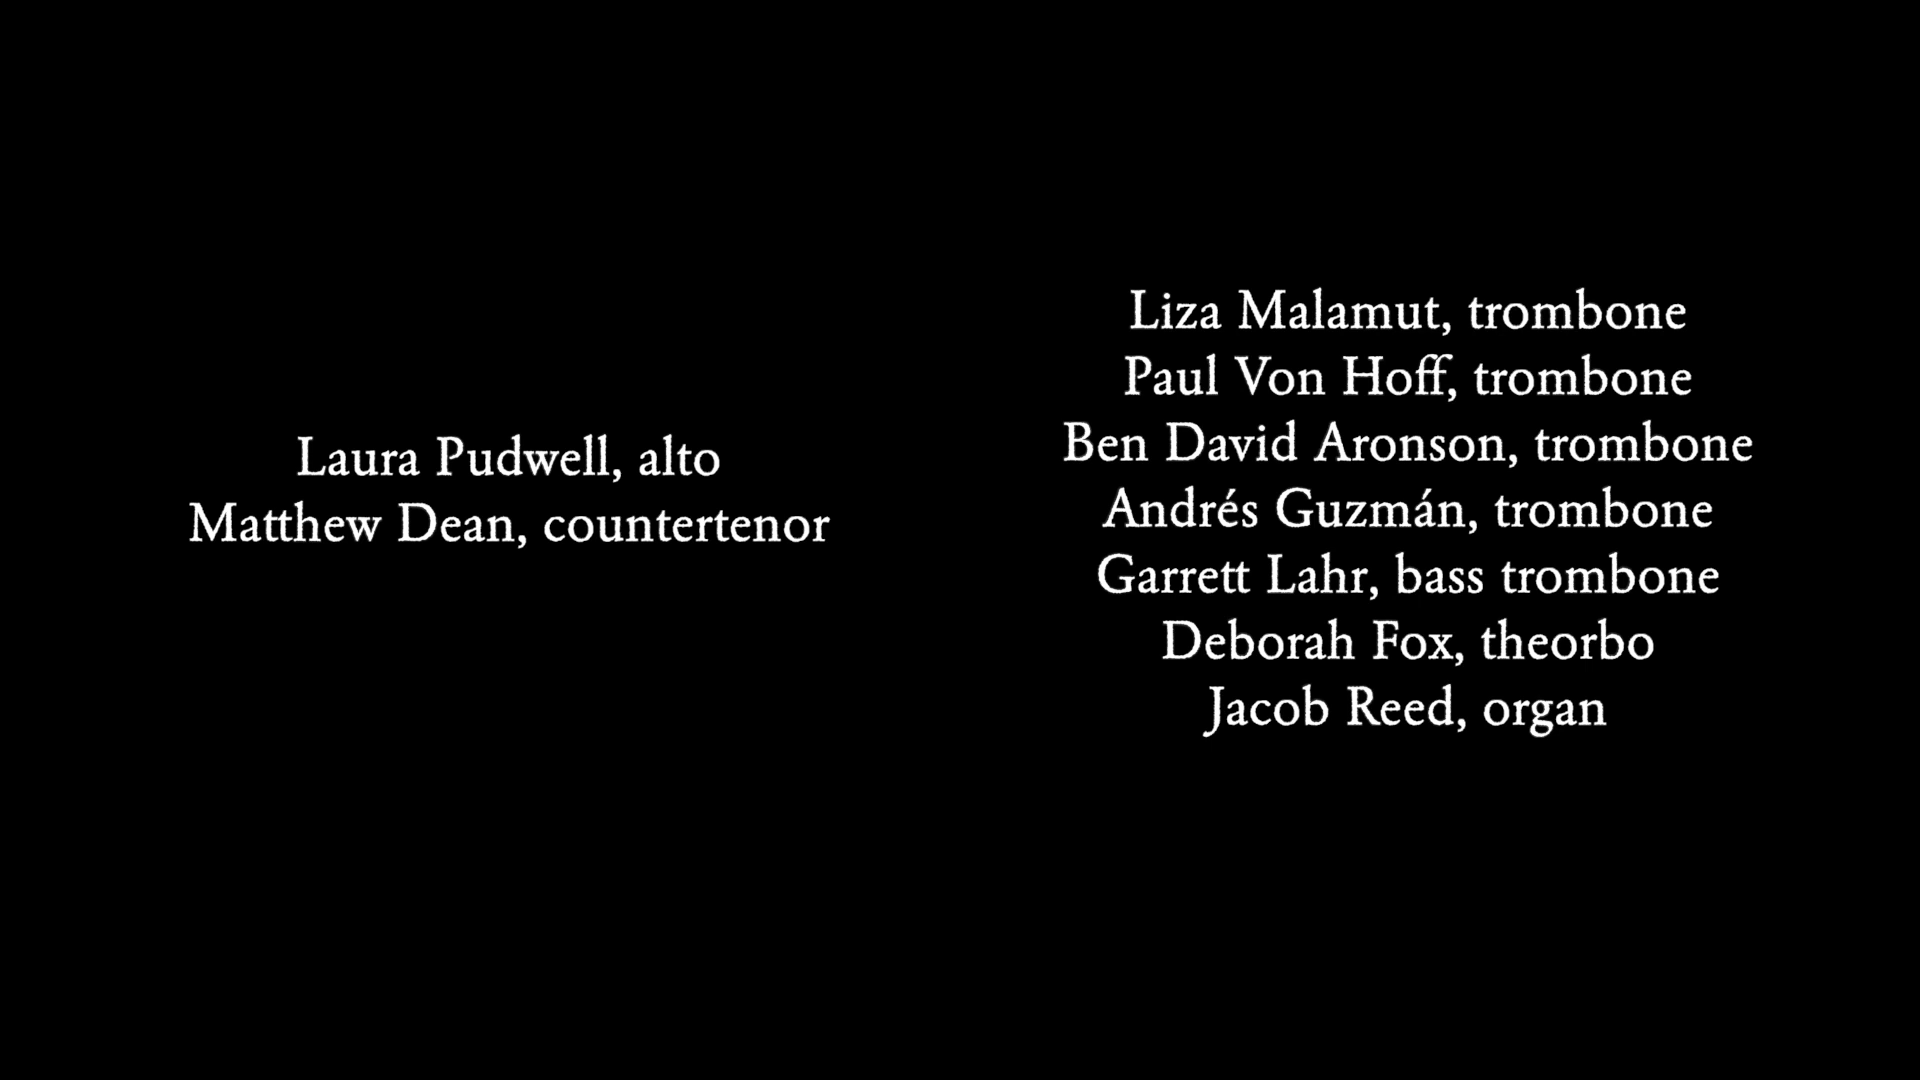 Laura Pudwell, alto
Matthew Dean, countertenor
Liza Malamut, trombone
Paul Von Hoff, trombone
Ben David Aronson, trombone
Andrés Guzmán, trombone
Garrett Lahr, bass trombone
Deborah Fox, theorbo
Jacob Reed, organ